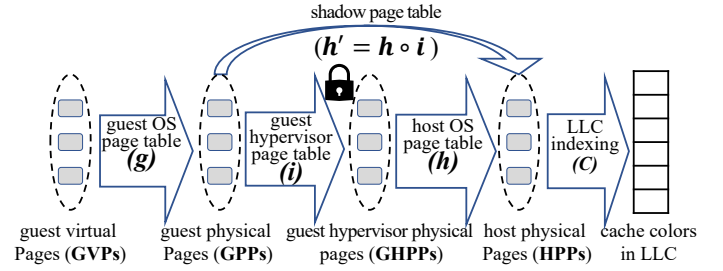 shadow page table
(h′ = h ∘ i )
guest OS
page table
(g)
guest
hypervisor
page table
(i)
host OS
page table
(h)
LLC
indexing
(C)
guest virtual
Pages (GVPs)
guest physical
Pages (GPPs)
guest hypervisor physical
pages (GHPPs)
host physical
Pages (HPPs)
cache colors
in LLC